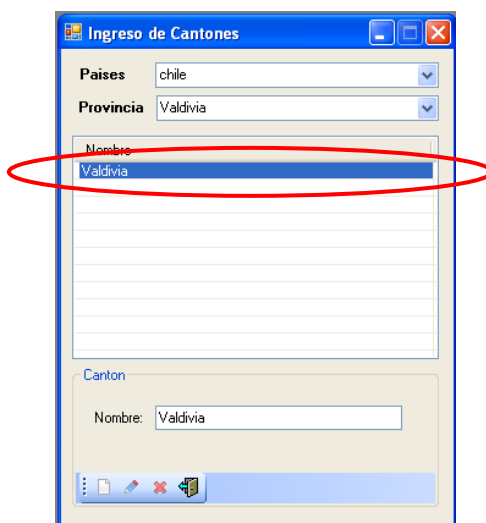 Ingreso de Cantones
Paises chile
Provincia Valdivia
Nombre
Valdivia
Canton
Nombre: Valdivia